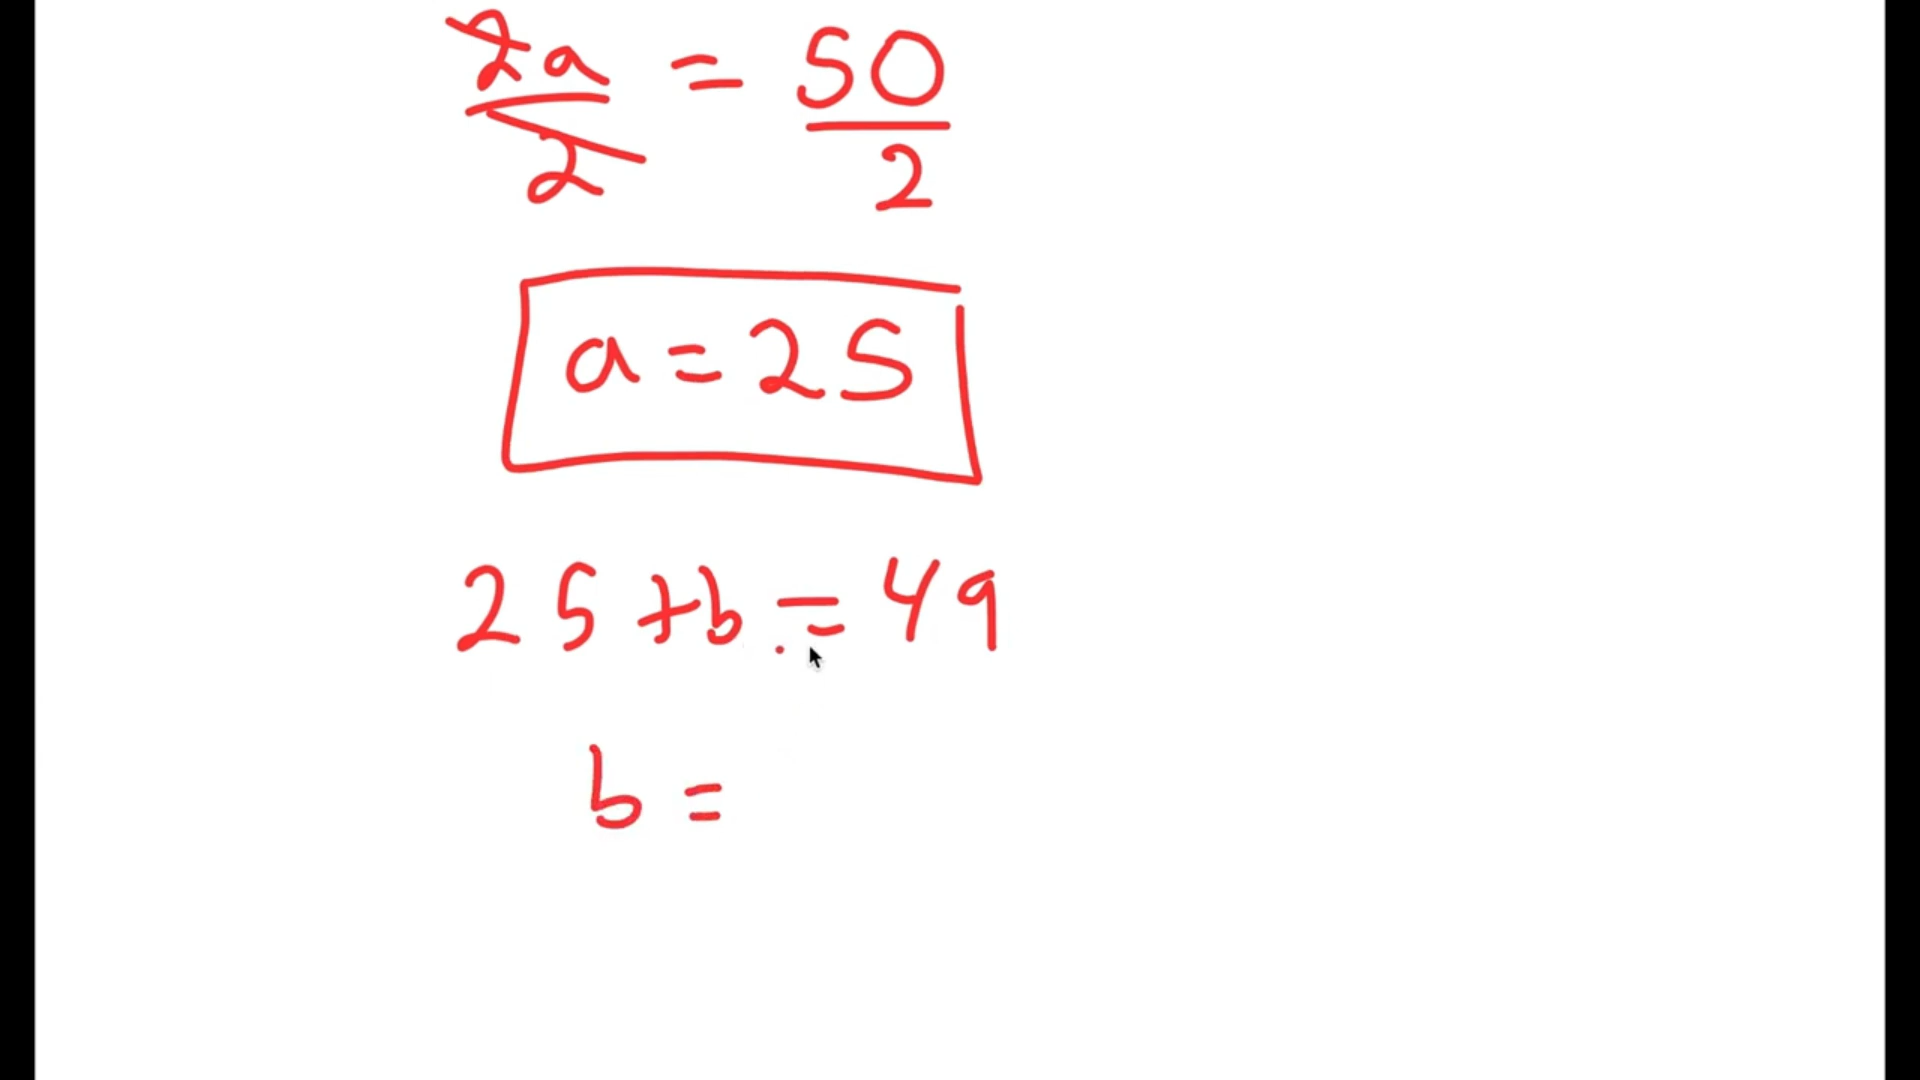 2a/2 = 50/2
a = 25
25 + b = 49
b =